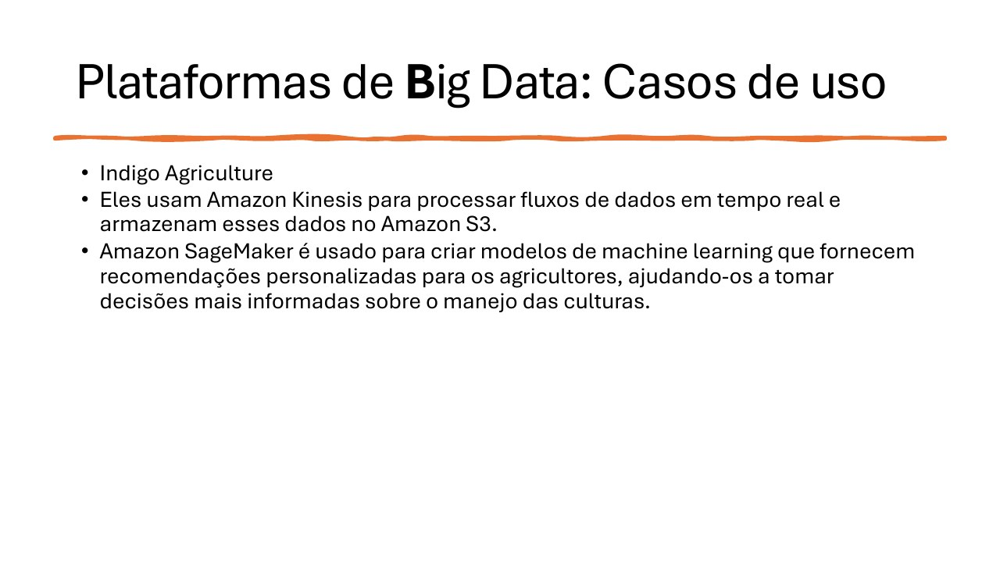 Plataformas de Big Data: Casos de uso
• Indigo Agriculture
• Eles usam Amazon Kinesis para processar fluxos de dados em tempo real e
armazenam esses dados no Amazon S3.
• Amazon SageMaker é usado para criar modelos de machine learning que fornecem
recomendações personalizadas para os agricultores, ajudando-os a tomar
decisões mais informadas sobre o manejo das culturas.